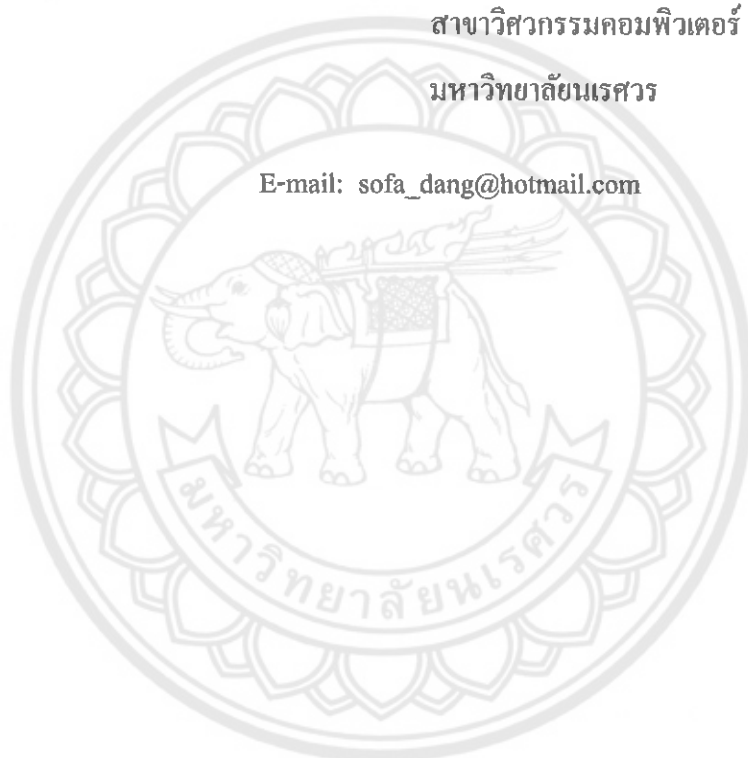 สาขาวิศวกรรมคอมพิวเตอร์
มหาวิทยาลัยนเรศวร
E-mail: sofa_dang@hotmail.com
มหาวิทยาลัยนเรศวร